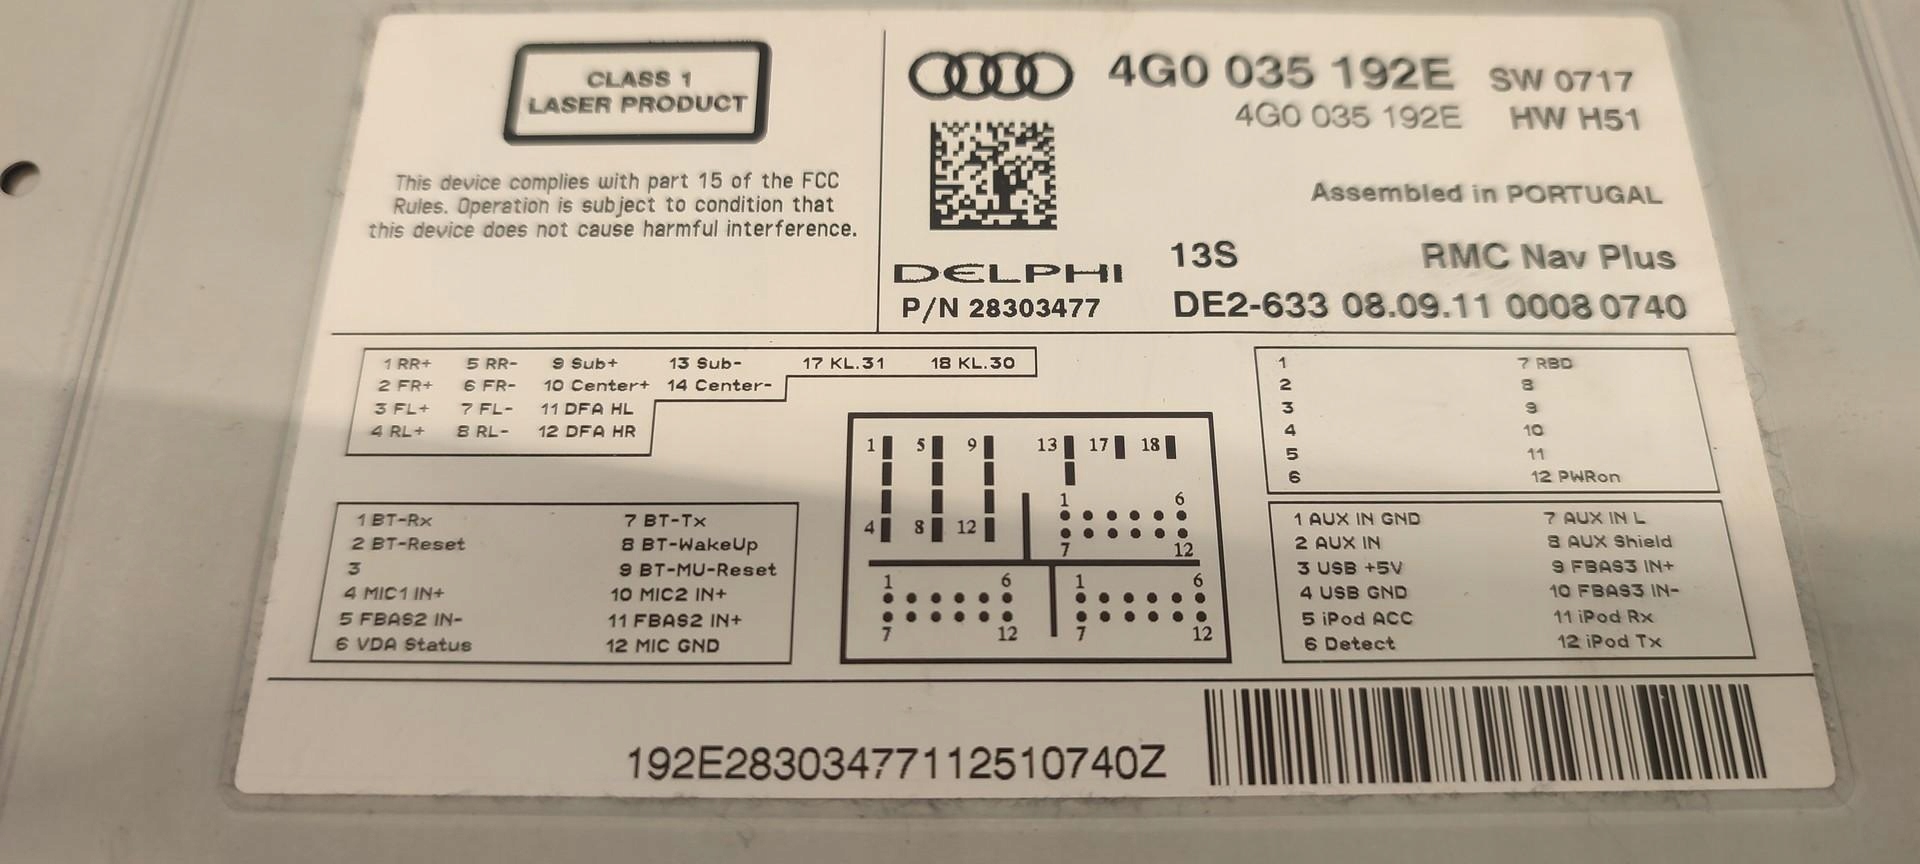 CLASS 1
LASER PRODUCT
This device complies with part 15 of the FCC
Rules. Operation is subject to condition that
this device does not cause harmful interference.
4G0 035 192E SW 0717
4G0 035 192E HW H51
Assembled in PORTUGAL
13S RMC Nav Plus
DELPHI
P/N 28303477
DE2-633 08.09.11 0008 0740
1 RR+ 5 RR- 9 Sub+ 13 Sub- 17 KL.31 18 KL.30
2 FR+ 6 FR- 10 Center+ 14 Center-
3 FL+ 7 FL- 11 DFA HL
4 RL+ 8 RL- 12 DFA HR
1 BT-Rx 7 BT-Tx
2 BT-Reset 8 BT-WakeUp
3 9 BT-MU-Reset
4 MIC1 IN+ 10 MIC2 IN+
5 FBAS2 IN- 11 FBAS2 IN+
6 VDA Status 12 MIC GND
1 5 9 13 17 18
1 6
4 8 12
7 12
1 6 1 6
7 12 7 12
1 7 RBD
2 8
3 9
4 10
5 11
6 12 PWRon
1 AUX IN GND 7 AUX IN L
2 AUX IN 8 AUX Shield
3 USB +5V 9 FBAS3 IN+
4 USB GND 10 FBAS3 IN-
5 iPod ACC 11 iPod Rx
6 Detect 12 iPod Tx
192E28303477112510740Z